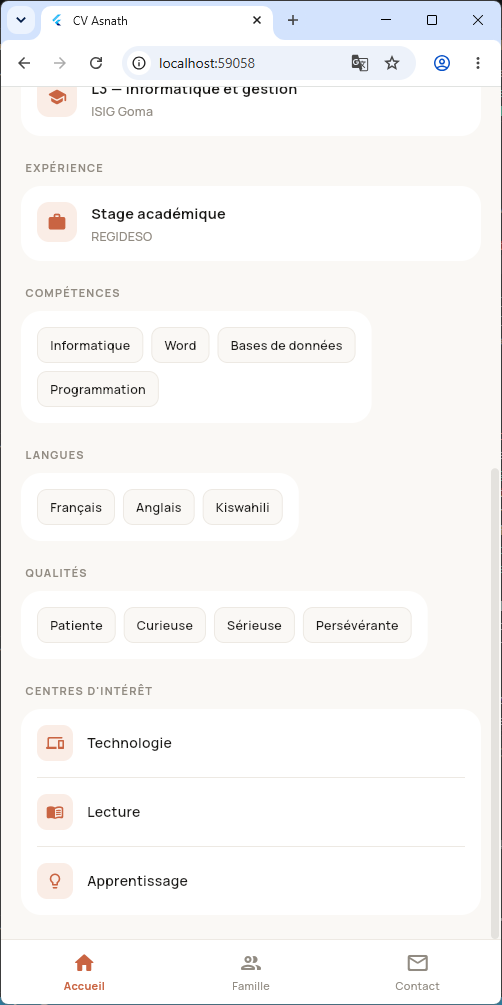 CV Asnath
localhost:59058
L3 — Informatique et gestion
ISIG Goma
EXPÉRIENCE
Stage académique
REGIDESO
COMPÉTENCES
Informatique Word Bases de données
Programmation
LANGUES
Français Anglais Kiswahili
QUALITÉS
Patiente Curieuse Sérieuse Persévérante
CENTRES D'INTÉRÊT
Technologie
Lecture
Apprentissage
Accueil Famille Contact